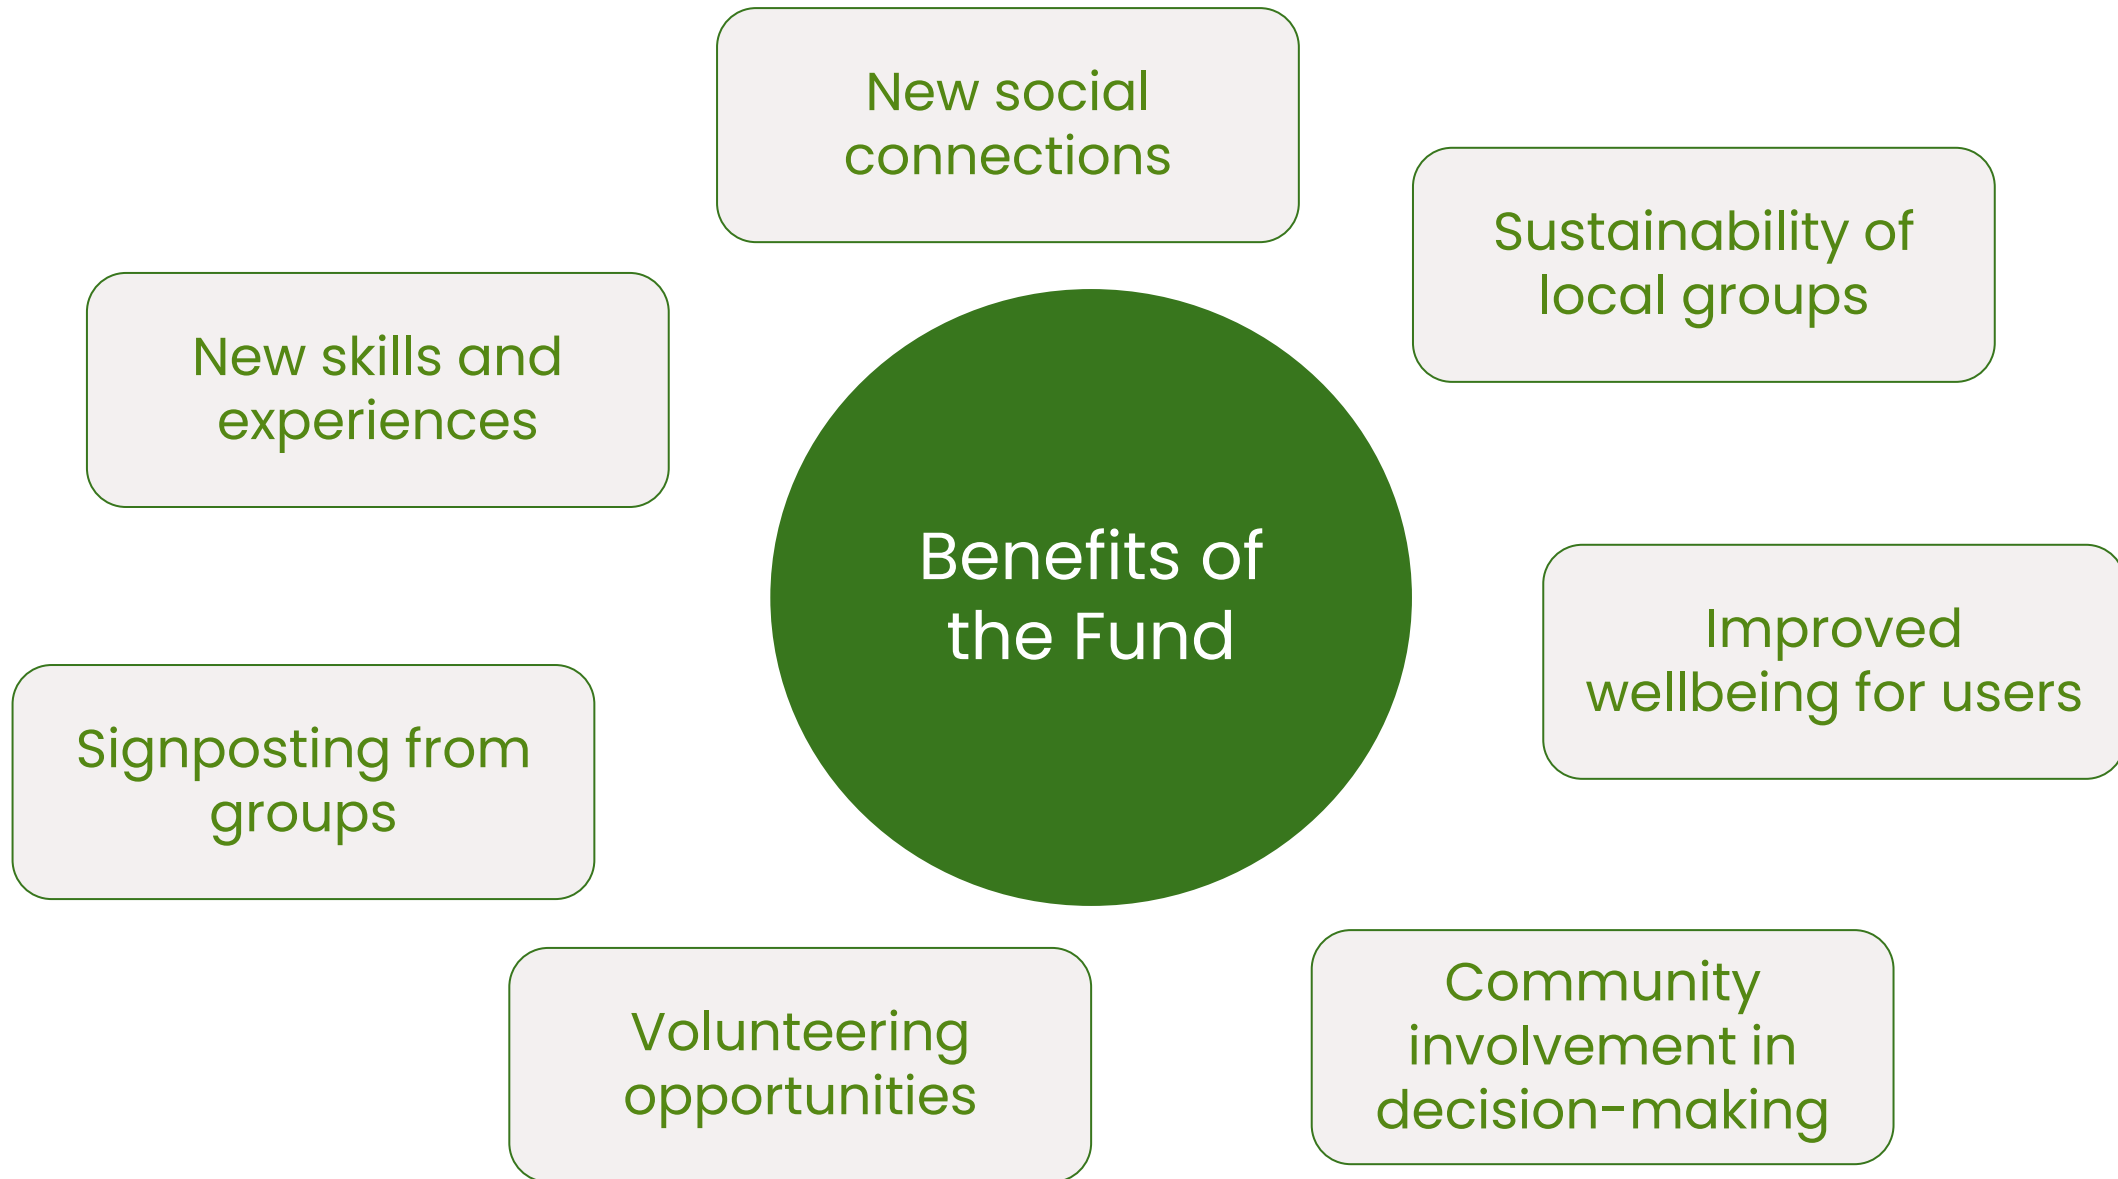 New social
connections
Sustainability of
local groups
New skills and
experiences
Benefits of
the Fund
Improved
wellbeing for users
Signposting from
groups
Community
involvement in
decision-making
Volunteering
opportunities